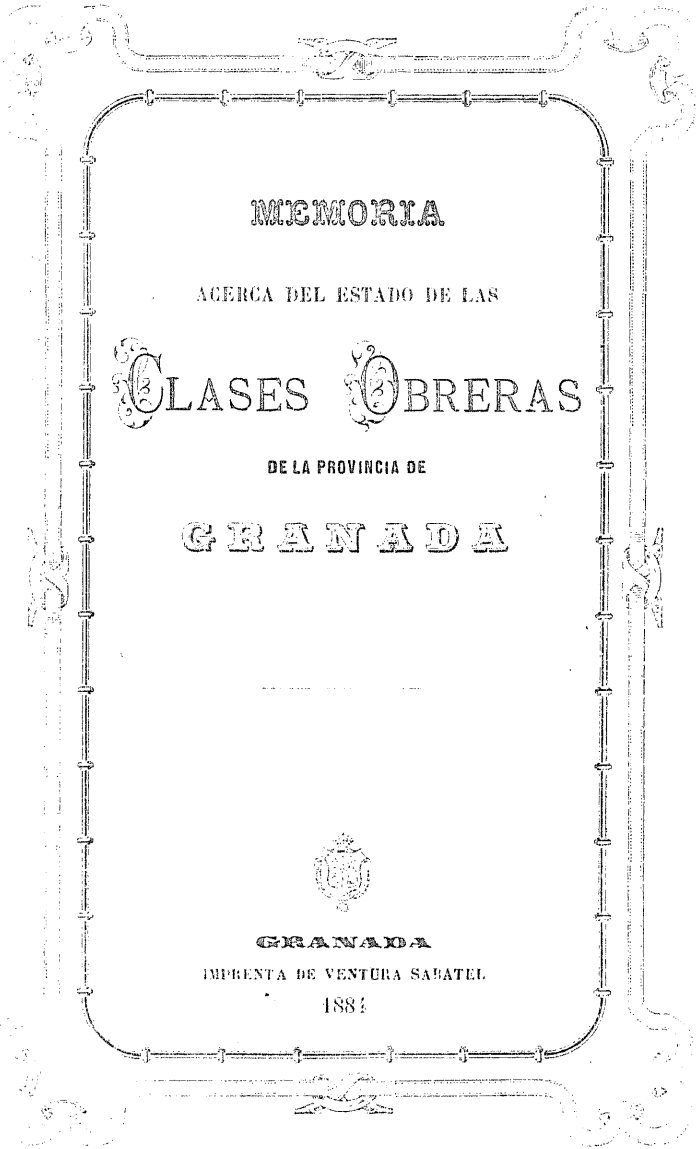 MEMORIA
ACERCA DEL ESTADO DE LAS
CLASES OBRERAS
DE LA PROVINCIA DE
GRANADA
GRANADA
IMPRENTA DE VENTURA SABATEL
1884